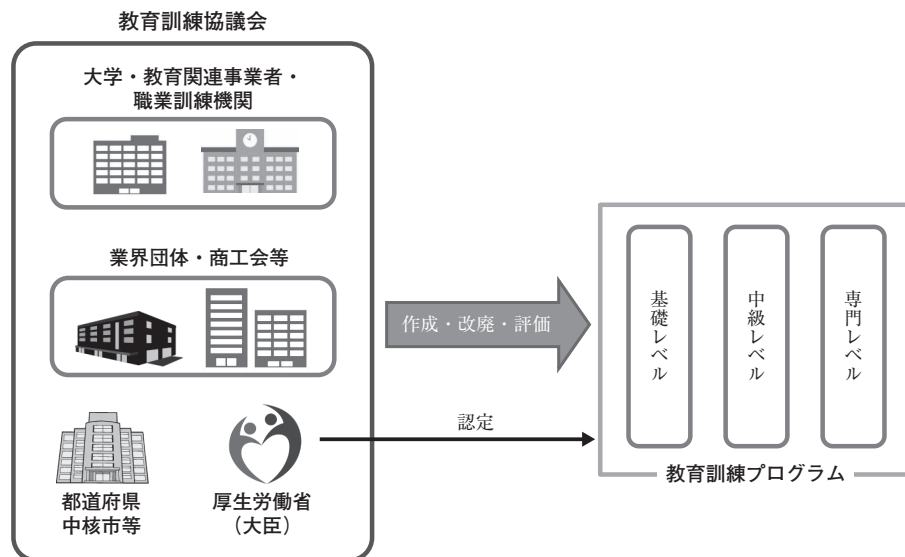 教育訓練協議会
大学・教育関連事業者・
職業訓練機関
業界団体・商工会等
都道府県
中核市等
厚生労働省
（大臣）
作成・改廃・評価
認定
基礎レベル
中級レベル
専門レベル
教育訓練プログラム